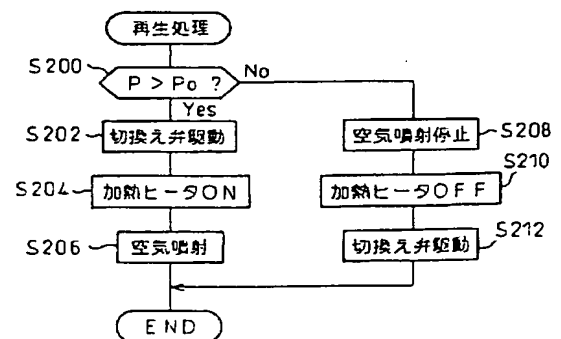 再生処理
S200
P > Po ?
No
Yes
S202
切換え弁駆動
空気噴射停止
S208
S204
加熱ヒータON
加熱ヒータOFF
S210
S206
空気噴射
切換え弁駆動
S212
END